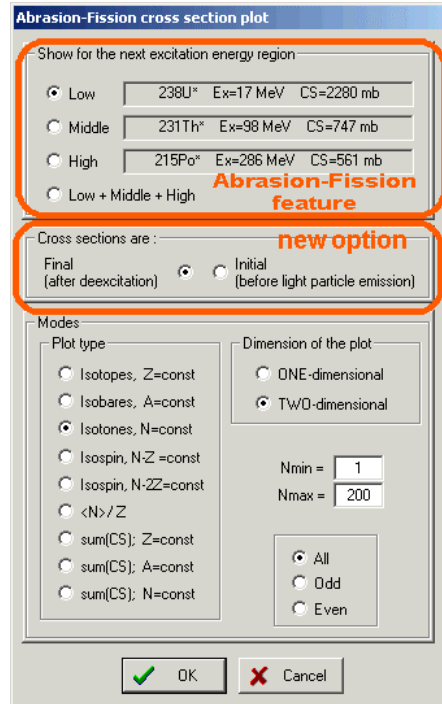 Abrasion-Fission cross section plot
Show for the next excitation energy region
Low 238U* Ex=17 MeV CS=2280 mb
Middle 231Th* Ex=98 MeV CS=747 mb
High 215Po* Ex=286 MeV CS=561 mb
Low + Middle + High
Abrasion-Fission
feature
Cross sections are :
new option
Final
(after deexcitation)
Initial
(before light particle emission)
Modes
Plot type
Isotopes, Z=const
Isobares, A=const
Isotones, N=const
Isospin, N-Z =const
Isospin, N-2Z=const
<N>/Z
sum(CS); Z=const
sum(CS); A=const
sum(CS); N=const
Dimension of the plot
ONE-dimensional
TWO-dimensional
Nmin = 1
Nmax = 200
All
Odd
Even
OK
Cancel